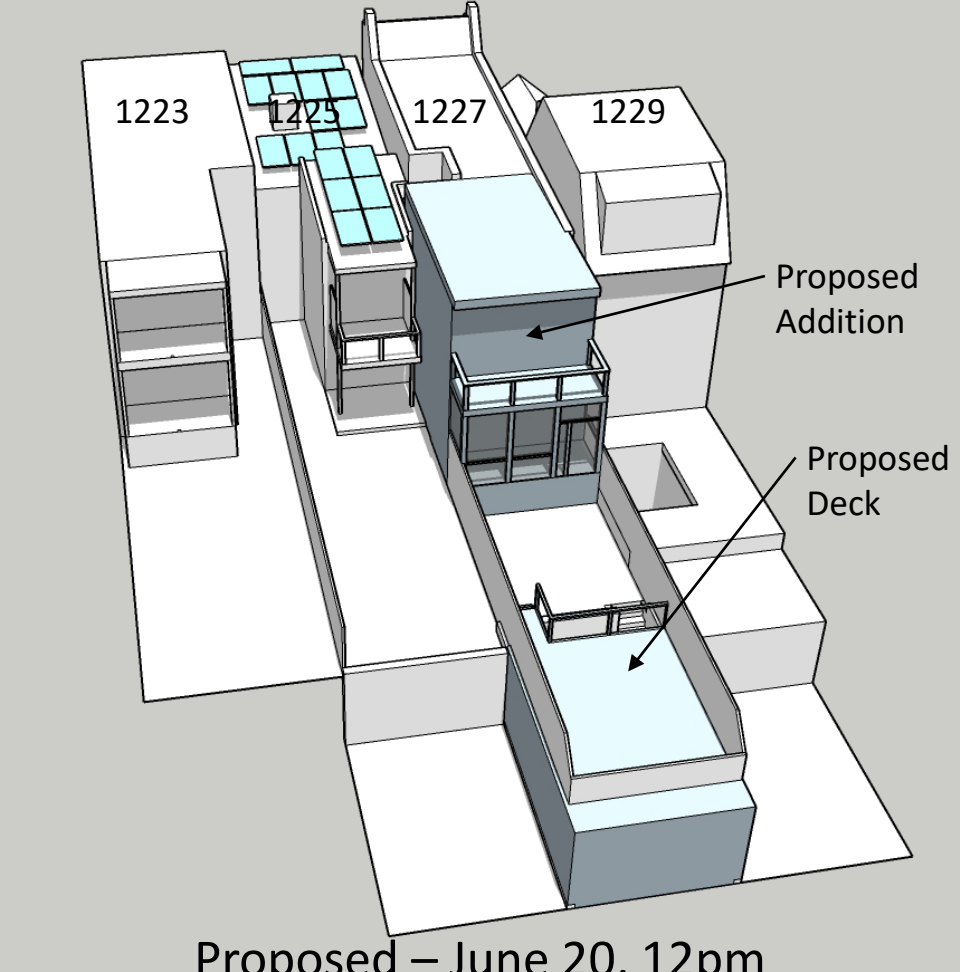 1223
1225
1227
1229
Proposed
Addition
Proposed
Deck
Proposed – June 20, 12pm